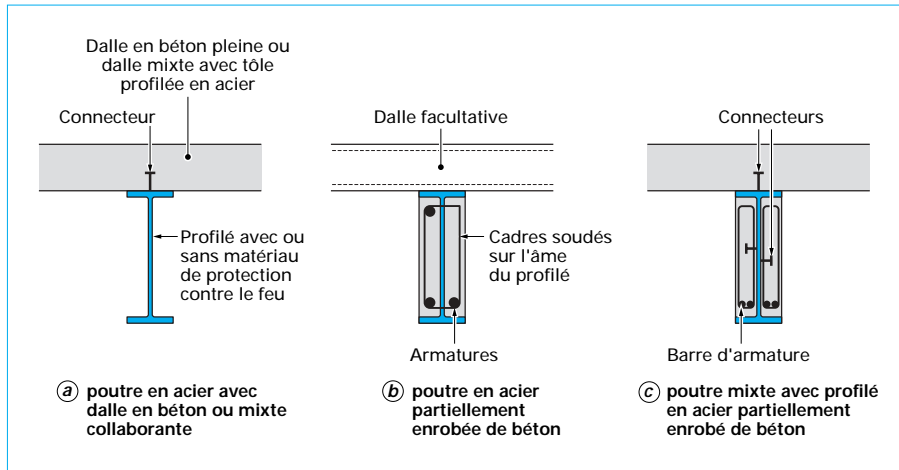 Dalle en béton pleine ou
dalle mixte avec tôle
profilée en acier
Connecteur
Profilé avec ou
sans matériau
de protection
contre le feu
a poutre en acier avec
dalle en béton ou mixte
collaborante
Dalle facultative
Cadres soudés
sur l'âme
du profilé
Armatures
b poutre en acier
partiellement
enrobée de béton
Connecteurs
Barre d'armature
c poutre mixte avec profilé
en acier partiellement
enrobé de béton